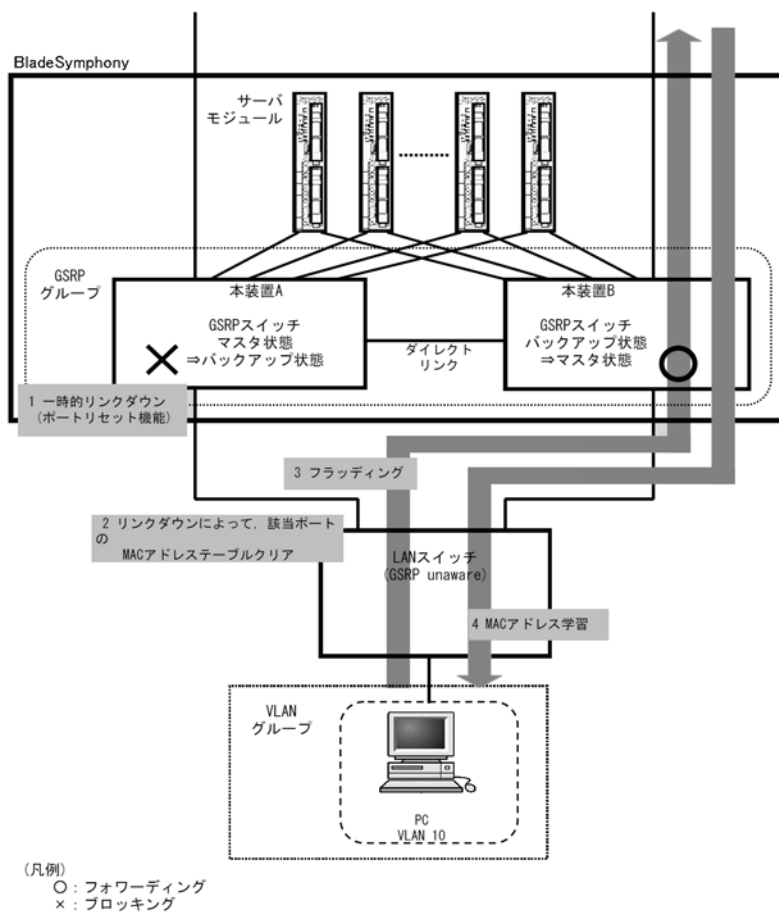 BladeSymphony
サーバ
モジュール
GSRP
グループ
本装置A
GSRPスイッチ
マスタ状態
⇒バックアップ状態
ダイレクト
リンク
本装置B
GSRPスイッチ
バックアップ状態
⇒マスタ状態
1 一時的リンクダウン
(ポートリセット機能)
3 フラッディング
2 リンクダウンによって，該当ポート
の
MACアドレステーブルクリア
LANスイッチ
(GSRP unaware)
4 MACアドレス学習
VLAN
グループ
PC
VLAN 10
(凡例)
○：フォワーディング
×：ブロッキング